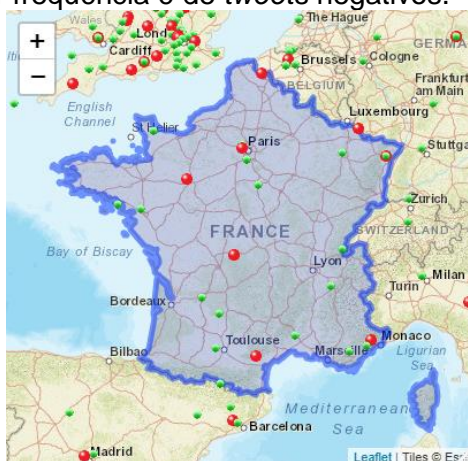 frequência é de tweets negativos.
Wales
Lond
The Hague
+
Cardiff
GERMA
Brussels
Cologne
−
BELGIUM
Frankfurt
am Main
English
Channel
Luxembourg
St Helier
Stuttga
Paris
Zurich
FRANCE
SWITZERLAND
Bay of Biscay
Lyon
Milan
Turin
Bordeaux
Monaco
Toulouse
Ligurian
Sea
Bilbao
Marseille
Mediterranean
Sea
Barcelona
Madrid
Leaflet | Tiles © Esr